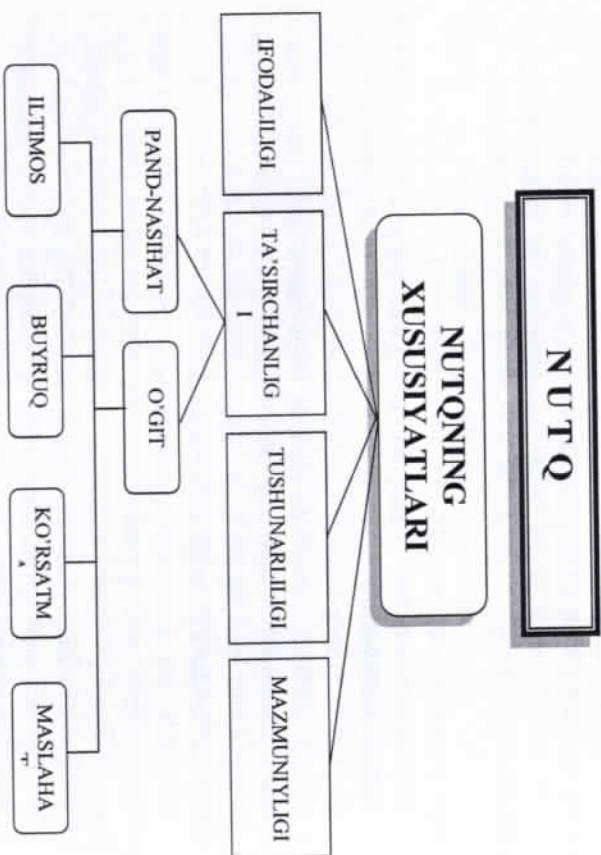 N U T Q
NUTQNING
XUSUSIYATLARI
IFODALILIGI
TA'SIRCHANLIG
I
TUSHUNARLILIGI
MAZMUNIYLIGI
PAND-NASIHAT
O'GIT
ILTIMOS
BUYRUQ
KO'RSATM
MASLAHA